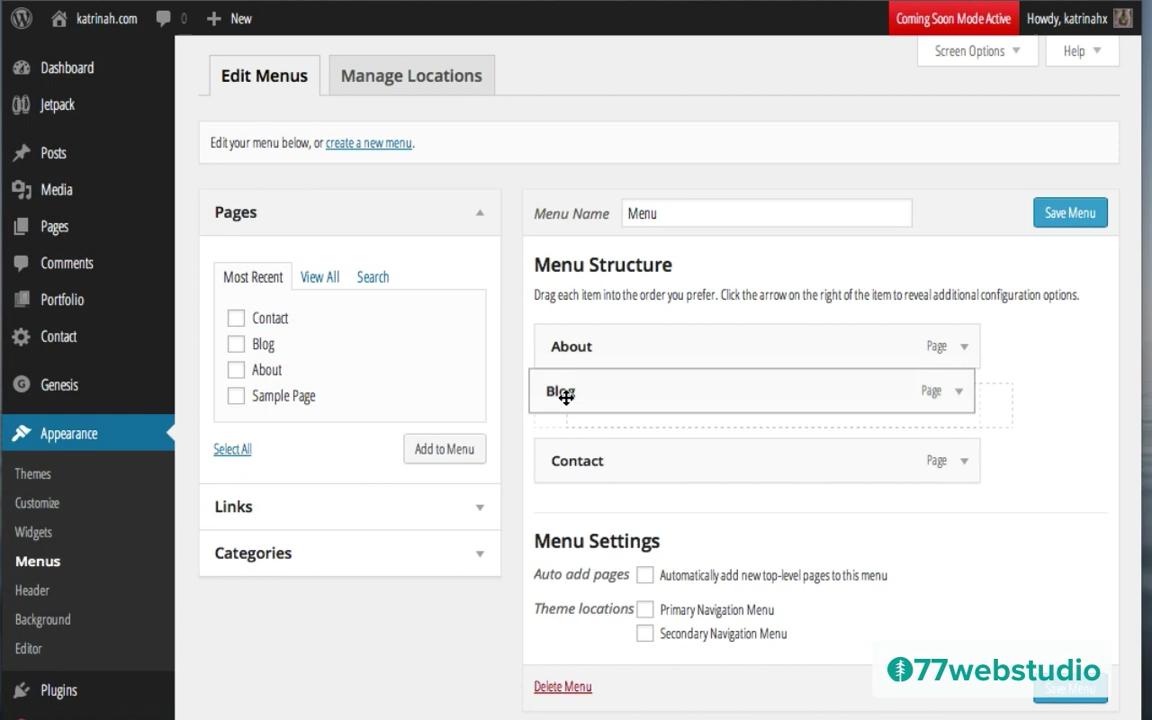 katrinah.com 0 New Coming Soon Mode Active Howdy, katrinahx
Screen Options Help
Dashboard
Jetpack
Posts
Media
Pages
Comments
Portfolio
Contact
Genesis
Appearance
Themes
Customize
Widgets
Menus
Header
Background
Editor
Plugins
Edit Menus Manage Locations
Edit your menu below, or create a new menu.
Pages
Most Recent View All Search
Contact
Blog
About
Sample Page
Select All Add to Menu
Links
Categories
Menu Name Menu Save Menu
Menu Structure
Drag each item into the order you prefer. Click the arrow on the right of the item to reveal additional configuration options.
About Page
Blog Page
Contact Page
Menu Settings
Auto add pages Automatically add new top-level pages to this menu
Theme locations Primary Navigation Menu
Secondary Navigation Menu
77webstudio
Delete Menu Save Menu